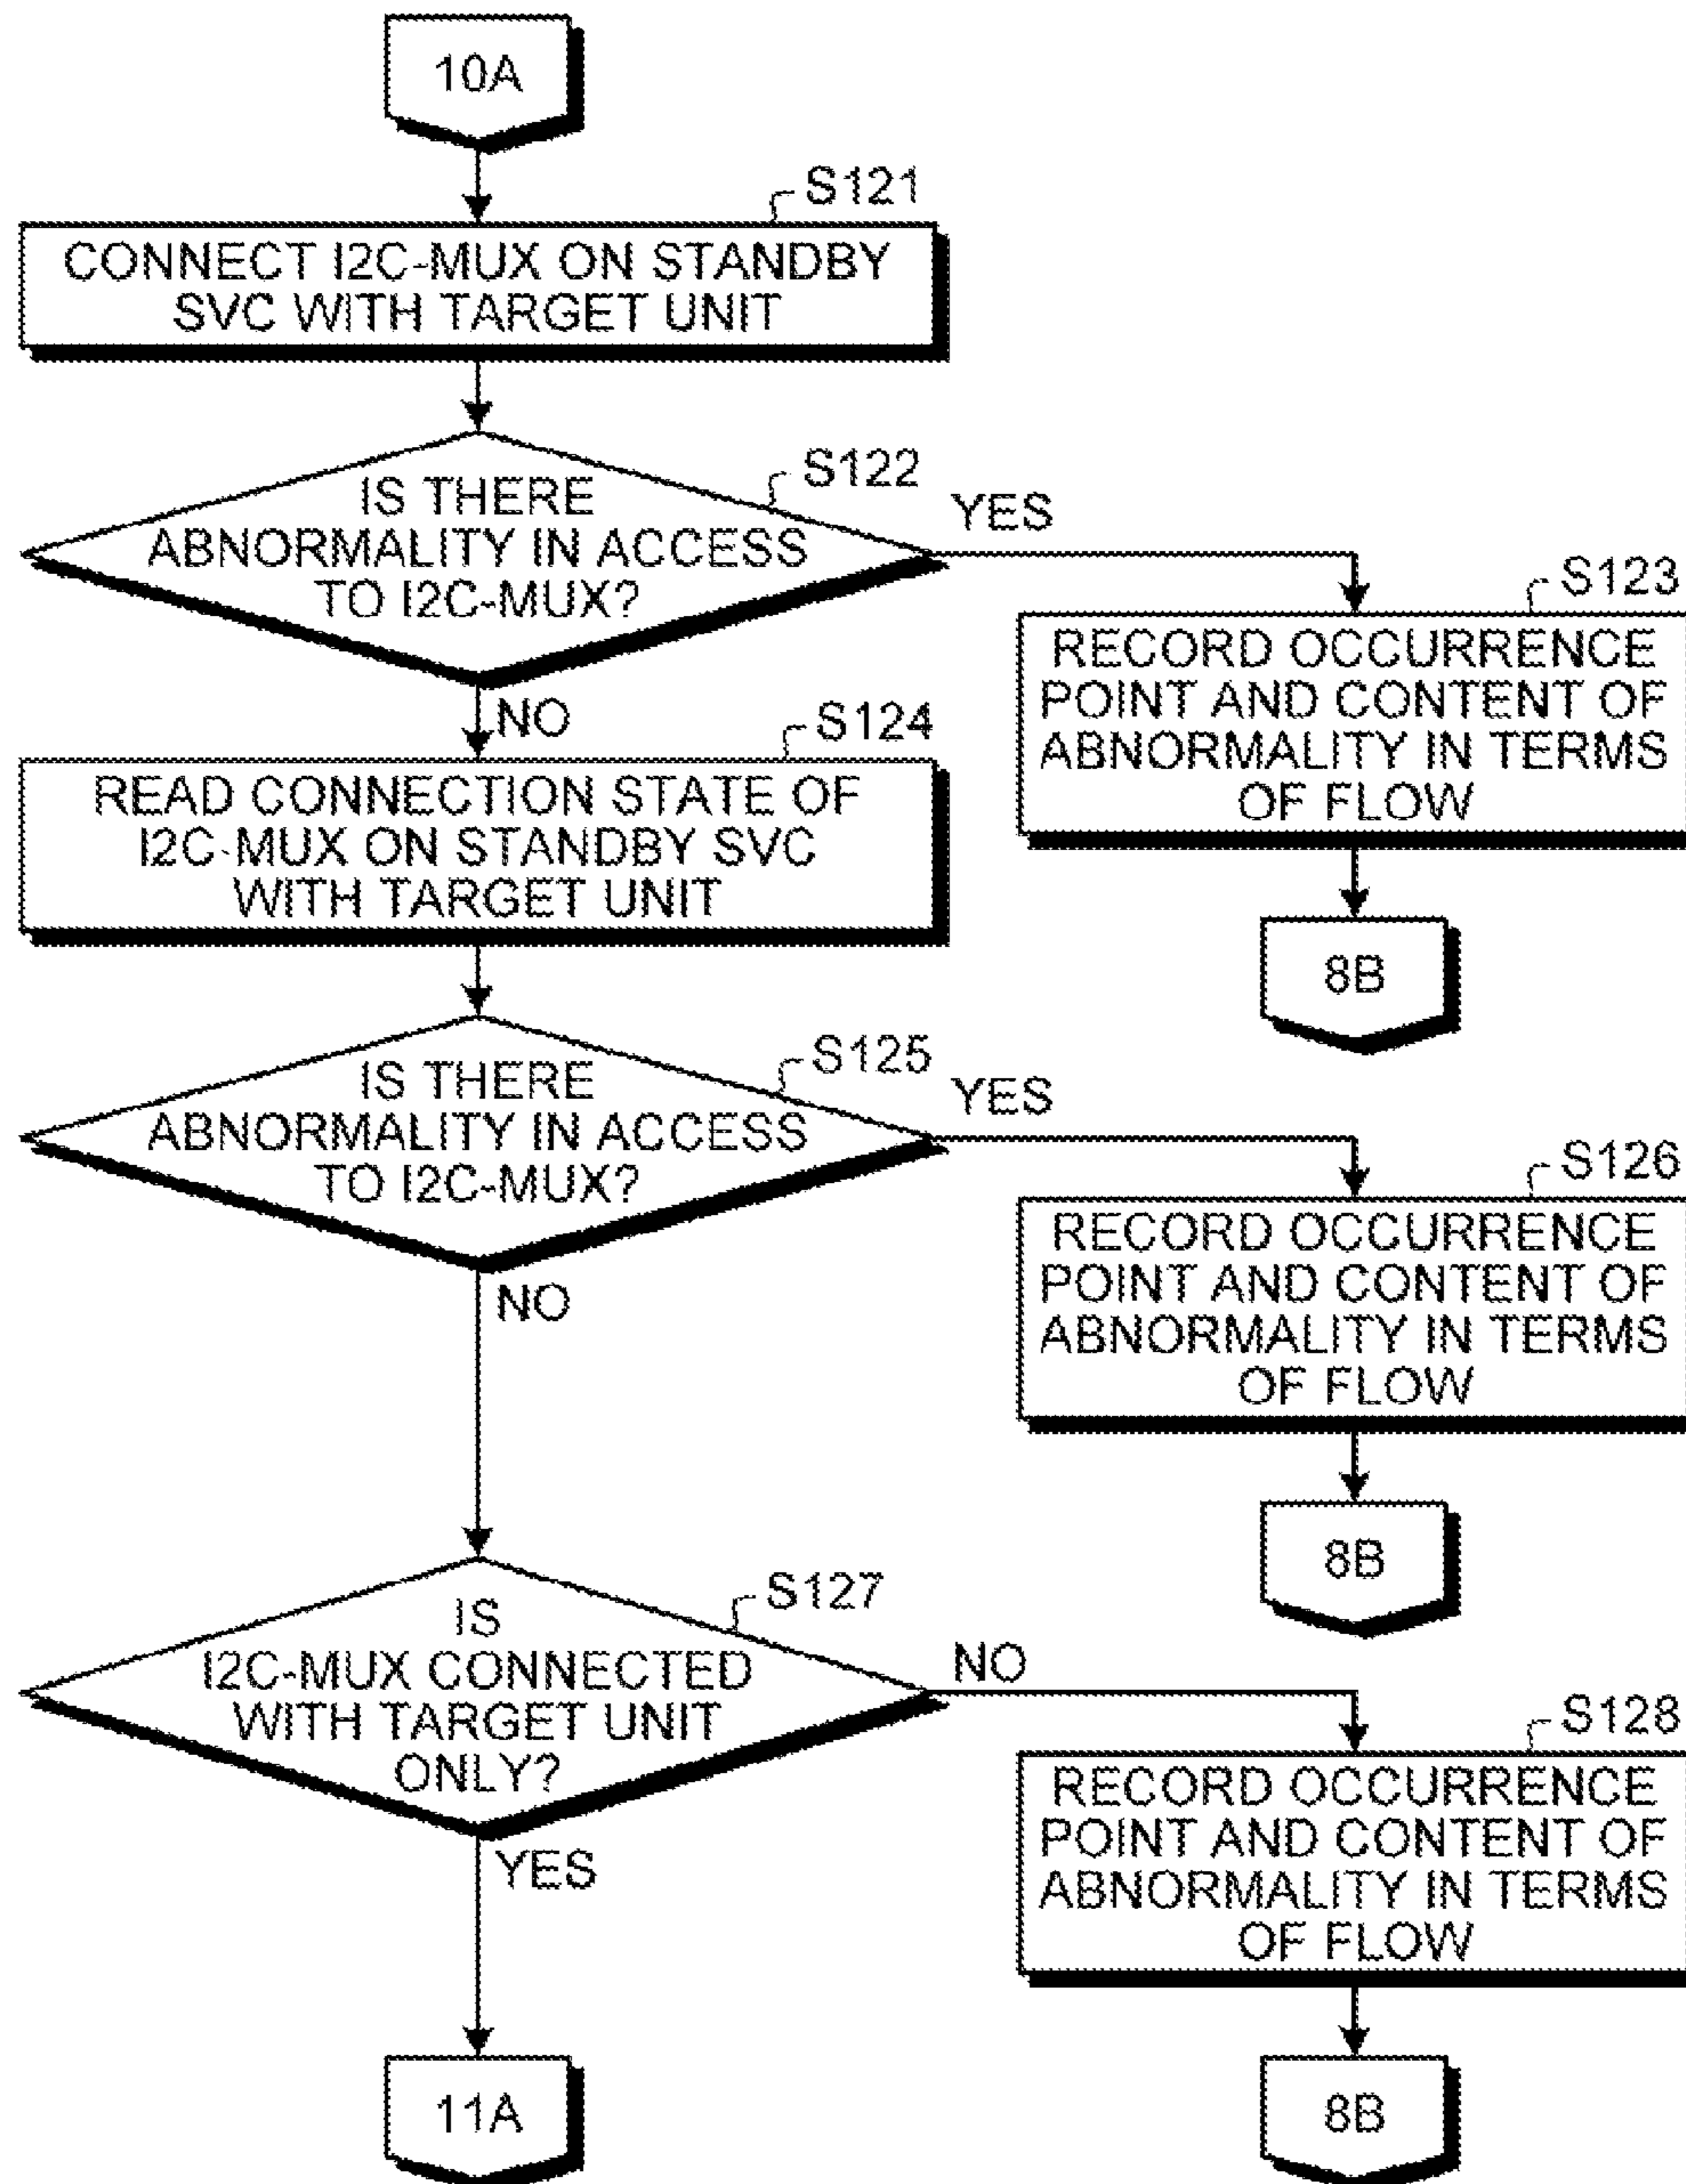 10A
S121
CONNECT I2C-MUX ON STANDBY
SVC WITH TARGET UNIT
S122
IS THERE
ABNORMALITY IN ACCESS
TO I2C-MUX?
YES
NO
S123
RECORD OCCURRENCE
POINT AND CONTENT OF
ABNORMALITY IN TERMS
OF FLOW
8B
S124
READ CONNECTION STATE OF
I2C-MUX ON STANDBY SVC
WITH TARGET UNIT
S125
IS THERE
ABNORMALITY IN ACCESS
TO I2C-MUX?
YES
NO
S126
RECORD OCCURRENCE
POINT AND CONTENT OF
ABNORMALITY IN TERMS
OF FLOW
8B
S127
IS
I2C-MUX CONNECTED
WITH TARGET UNIT
ONLY?
NO
YES
S128
RECORD OCCURRENCE
POINT AND CONTENT OF
ABNORMALITY IN TERMS
OF FLOW
11A
8B